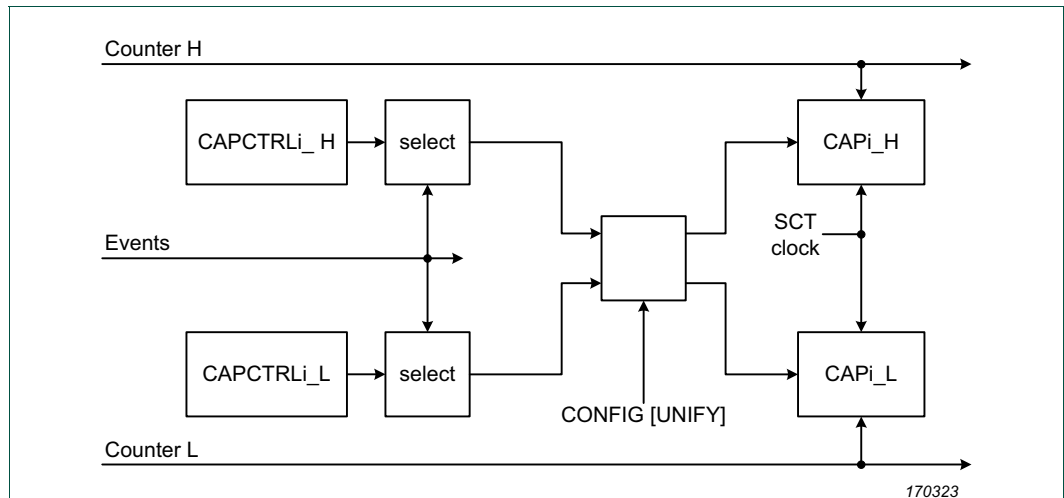 Counter H
CAPCTRLi_ H
select
CAPi_H
SCT
clock
Events
CAPCTRLi_L
select
CAPi_L
CONFIG [UNIFY]
Counter L
170323